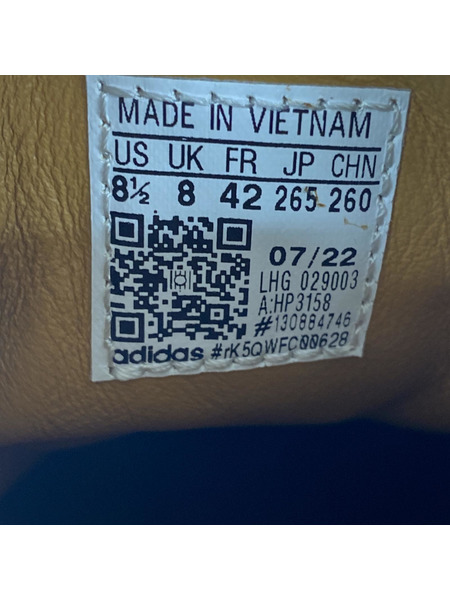 MADE IN VIETNAM
US UK FR JP CHN
8½ 8 42 265 260
07/22
LHG 029003
A:HP3158
#130884746
adidas #rK5QWFC00628